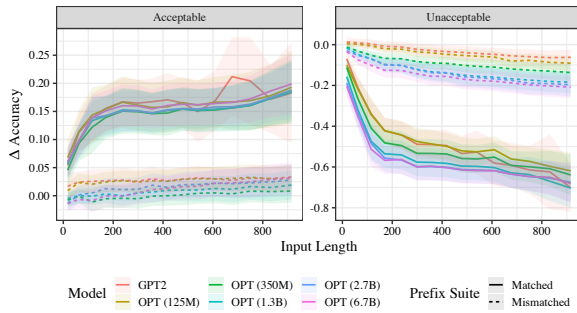 Acceptable
Unacceptable
Δ Accuracy
0.25
0.20
0.15
0.10
0.05
0.00
0.0
-0.2
-0.4
-0.6
-0.8
0 200 400 600 800
0 200 400 600 800
Input Length
Model
GPT2
OPT (125M)
OPT (350M)
OPT (1.3B)
OPT (2.7B)
OPT (6.7B)
Prefix Suite
Matched
Mismatched